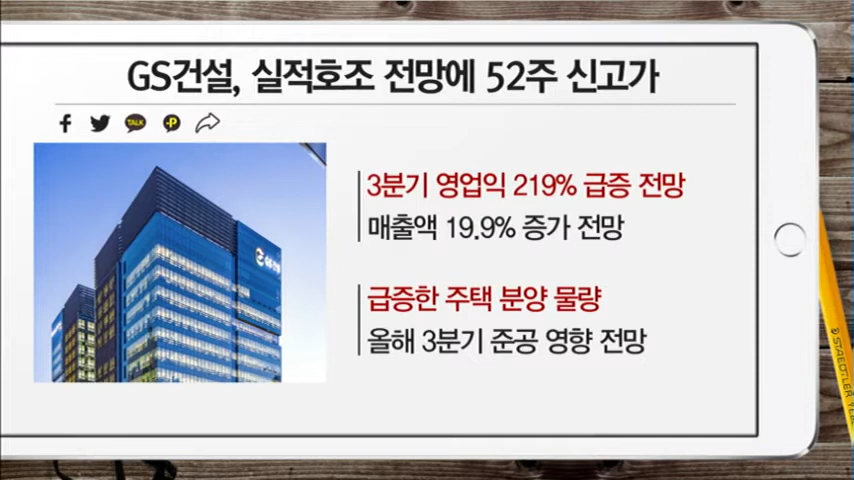 GS건설, 실적호조 전망에 52주 신고가
TALK
P
3분기 영업익 219% 급증 전망
매출액 19.9% 증가 전망
급증한 주택 분양 물량
올해 3분기 준공 영향 전망
STAEDTLER